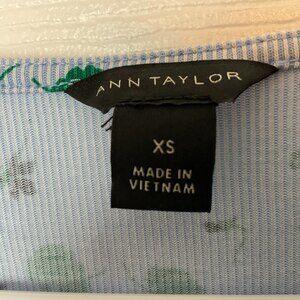 ANN TAYLOR
XS
MADE IN
VIETNAM